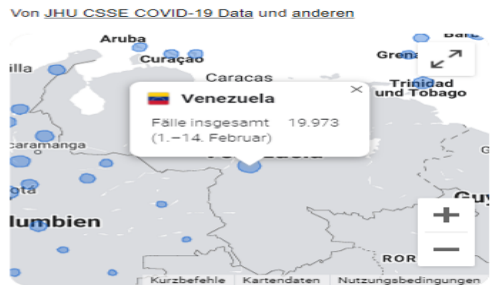 Von JHU CSSE COVID-19 Data und anderen
Aruba
Curaçao
Caracas
Trinidad
und Tobago
Venezuela
Fälle insgesamt 19.973
(1.–14. Februar)
Kurzbefehle Kartendaten Nutzungsbedingungen